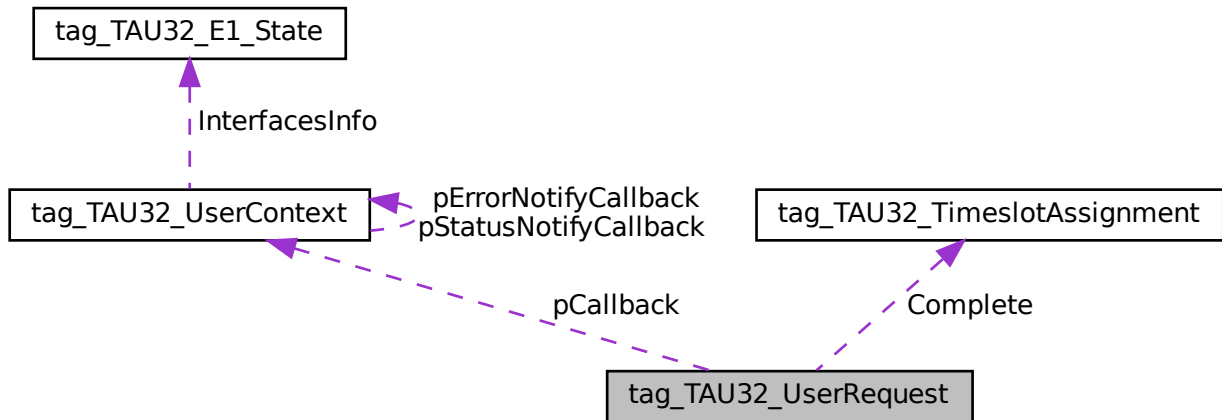 tag_TAU32_E1_State
InterfacesInfo
tag_TAU32_UserContext
pErrorNotifyCallback
pStatusNotifyCallback
tag_TAU32_TimeslotAssignment
pCallback
Complete
tag_TAU32_UserRequest